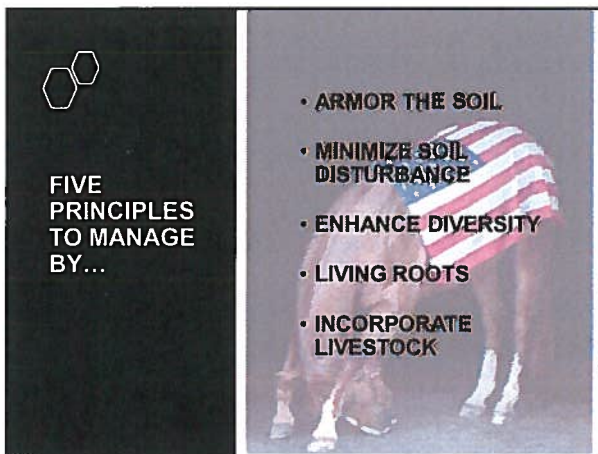 FIVE
PRINCIPLES
TO MANAGE
BY...
• ARMOR THE SOIL
• MINIMIZE SOIL
DISTURBANCE
• ENHANCE DIVERSITY
• LIVING ROOTS
• INCORPORATE
LIVESTOCK